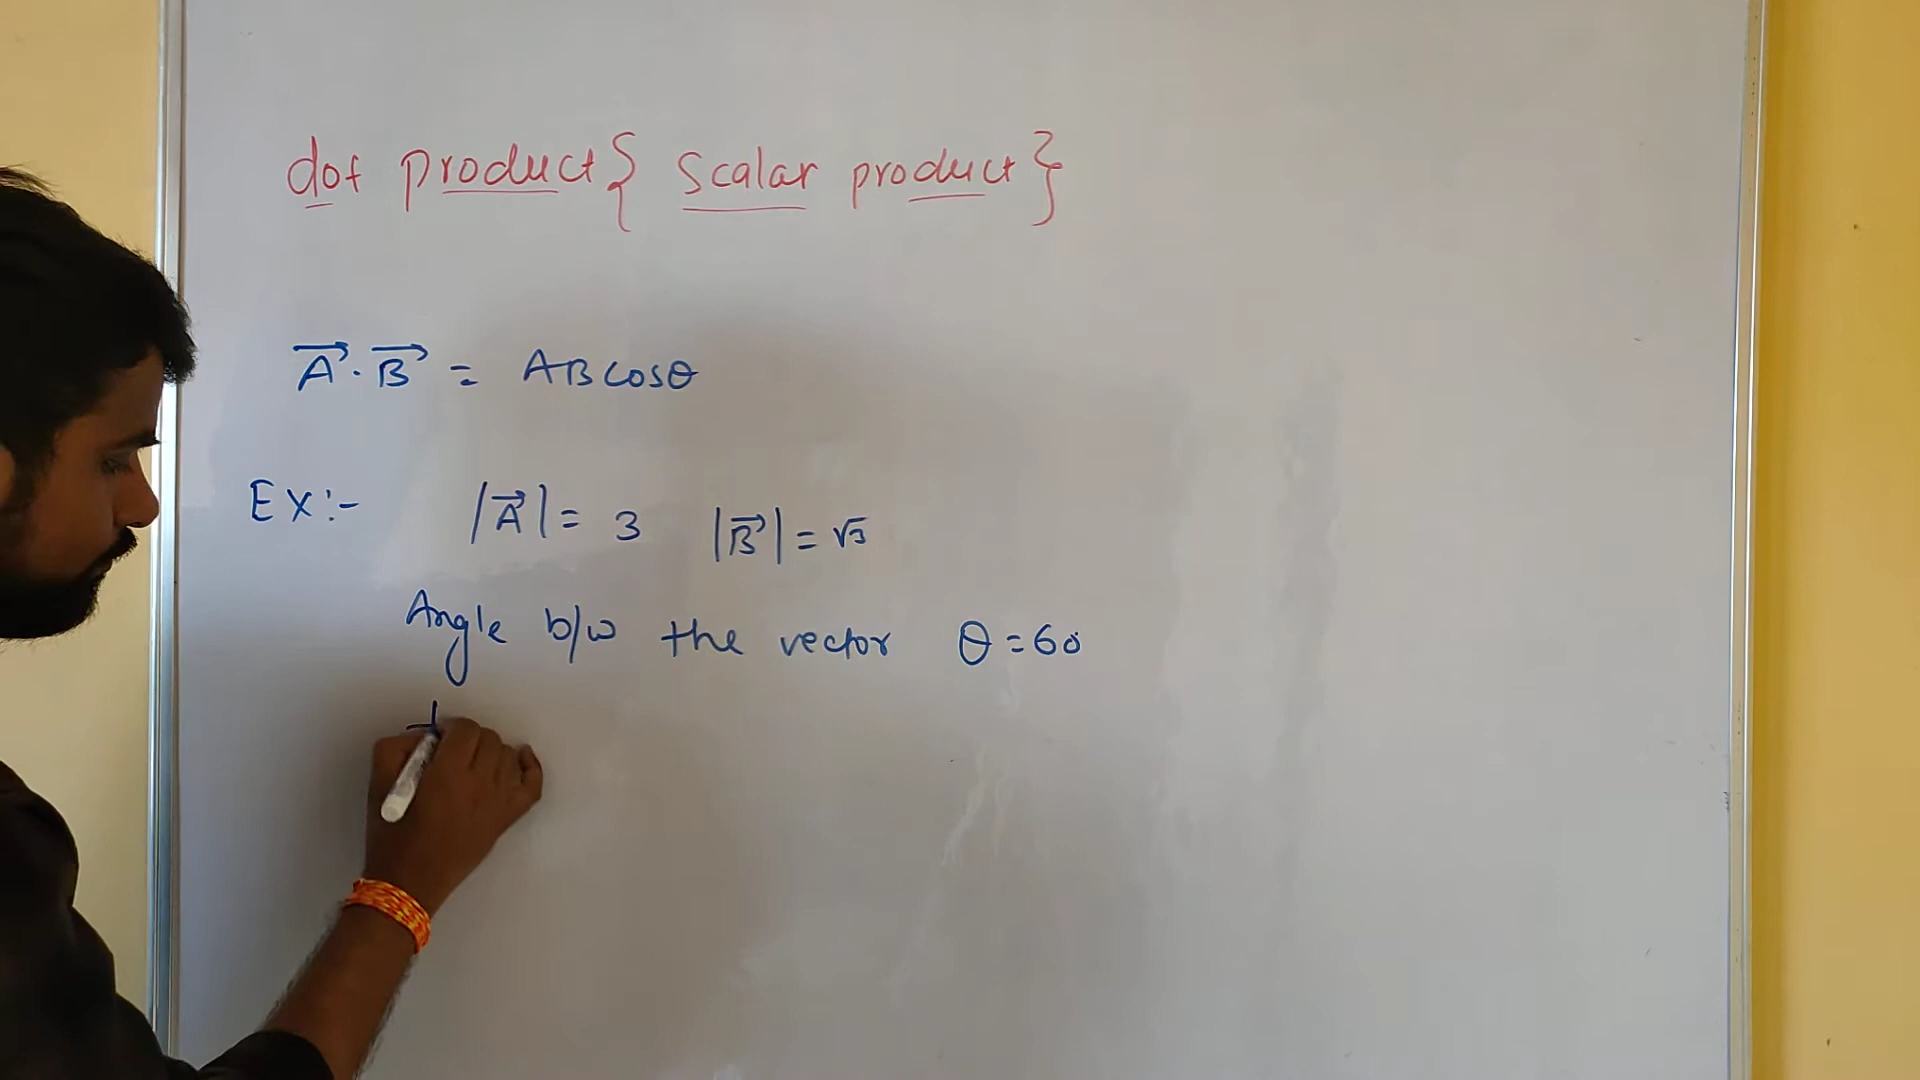 dot product { scalar product }
A⃗ · B⃗ = AB cosθ
EX:- |A⃗| = 3 |B⃗| = √3
Angle b/w the vector θ = 60